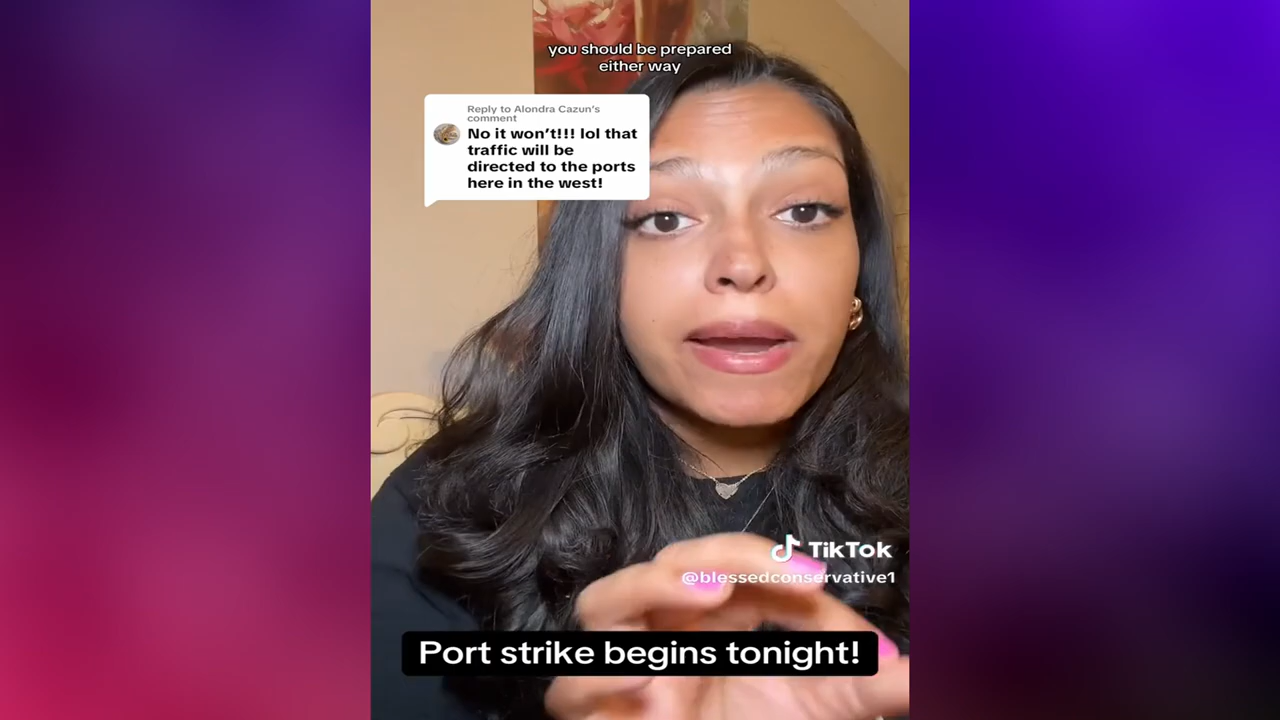 you should be prepared
either way
Reply to Alondra Cazun's
comment
No it won't!!! lol that
traffic will be
directed to the ports
here in the west!
TikTok
@blessedconservative1
Port strike begins tonight!